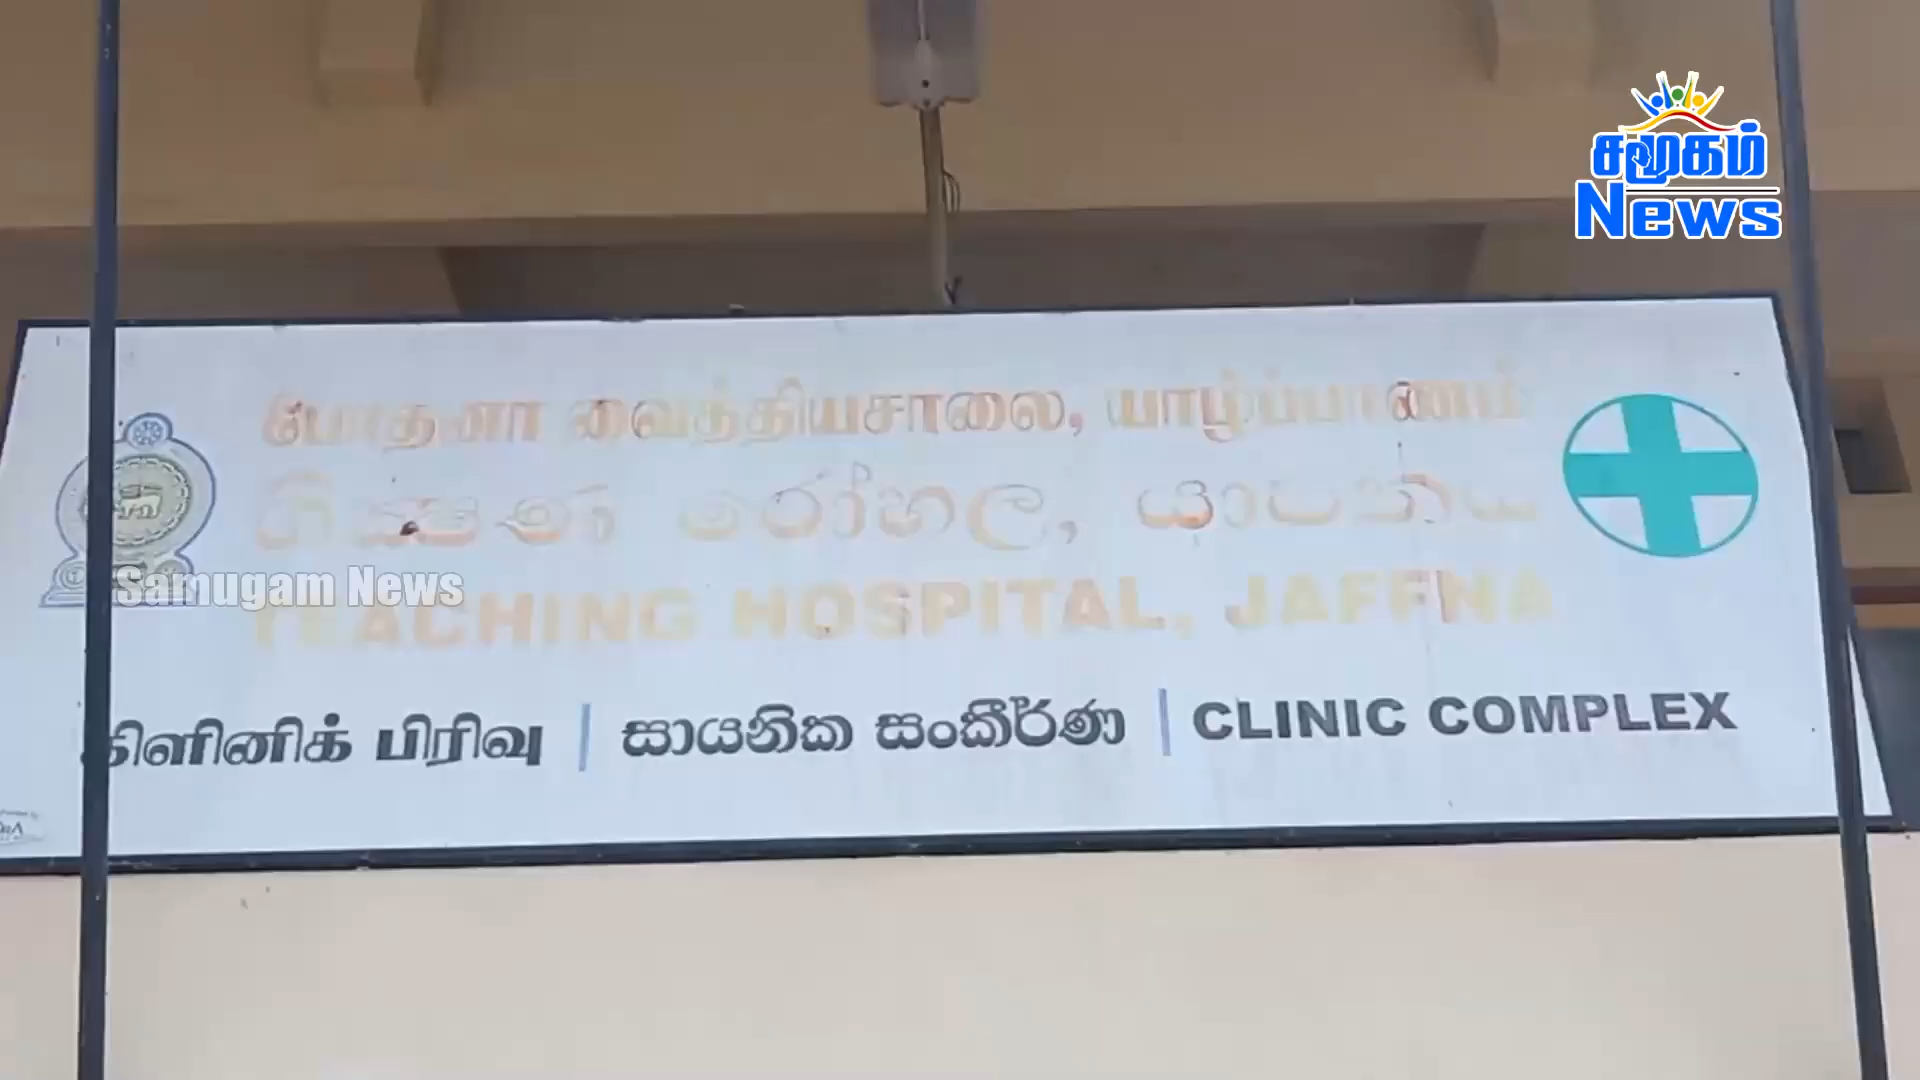 சமூகம்
News
போதனா வைத்தியசாலை, யாழ்ப்பாணம்
ශික්ෂණ රෝහල, යාපනය
TEACHING HOSPITAL, JAFFNA
Samugam News
கிளினிக் பிரிவு | සායනික සංකීර්ණ | CLINIC COMPLEX